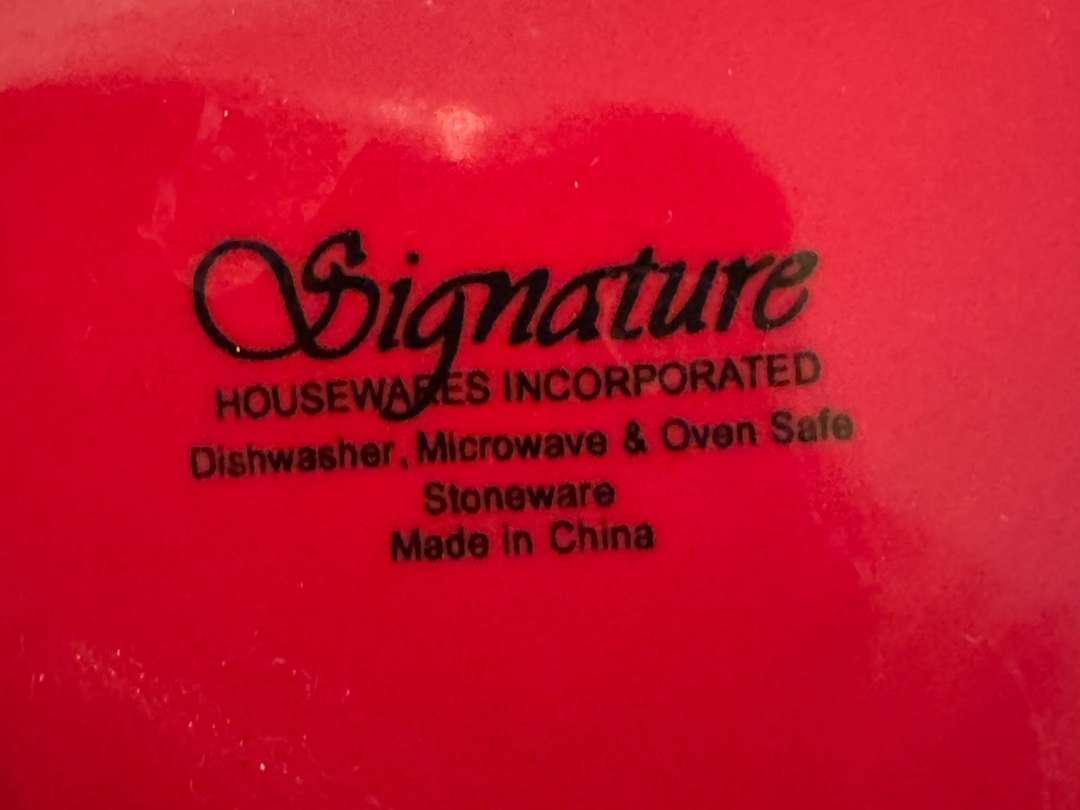 Signature
HOUSEWARES INCORPORATED
Dishwasher, Microwave & Oven Safe
Stoneware
Made in China